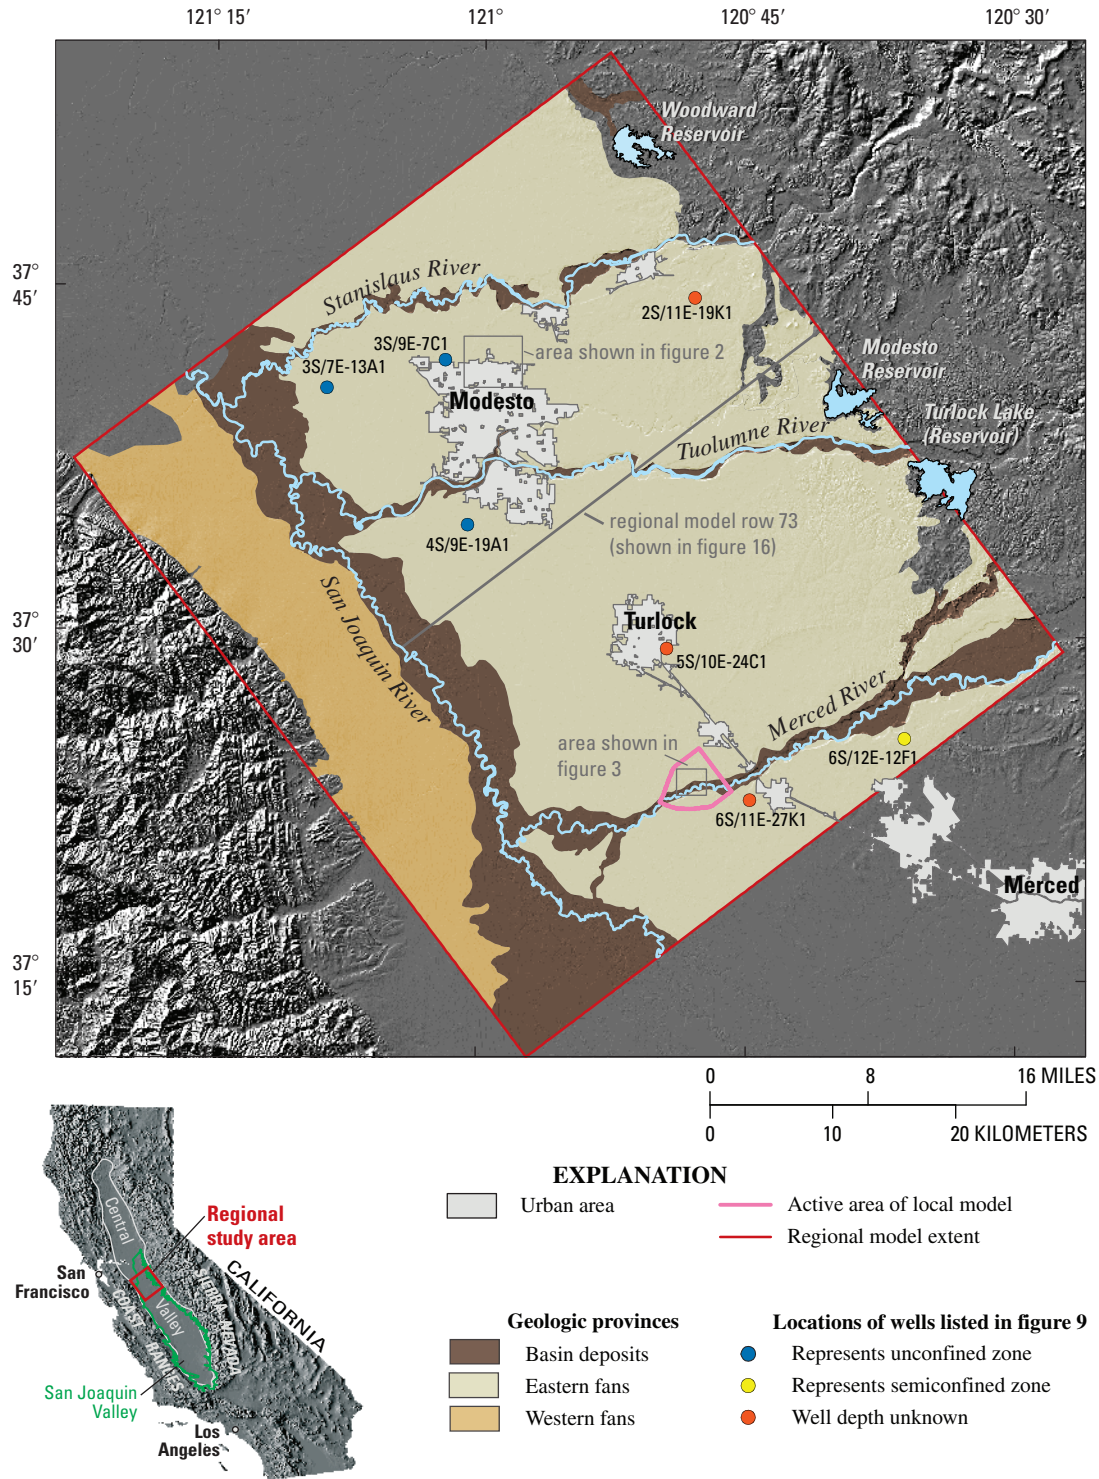 121° 15′
121°
120° 45′
120° 30′
Woodward
Reservoir
37°
45′
Stanislaus River
2S/11E-19K1
3S/9E-7C1
area shown in figure 2
3S/7E-13A1
Modesto
Reservoir
Modesto
Turlock Lake
(Reservoir)
Tuolumne River
regional model row 73
(shown in figure 16)
4S/9E-19A1
San Joaquin River
37°
30′
Turlock
5S/10E-24C1
Merced River
area shown in
figure 3
6S/12E-12F1
6S/11E-27K1
Merced
37°
15′
0 8 16 MILES
0 10 20 KILOMETERS
Central
Valley
Regional
study area
San
Francisco
COAST
RANGES
SIERRA NEVADA
CALIFORNIA
San Joaquin
Valley
Los
Angeles
EXPLANATION
Urban area
Active area of local model
Regional model extent
Geologic provinces
Basin deposits
Eastern fans
Western fans
Locations of wells listed in figure 9
Represents unconfined zone
Represents semiconfined zone
Well depth unknown